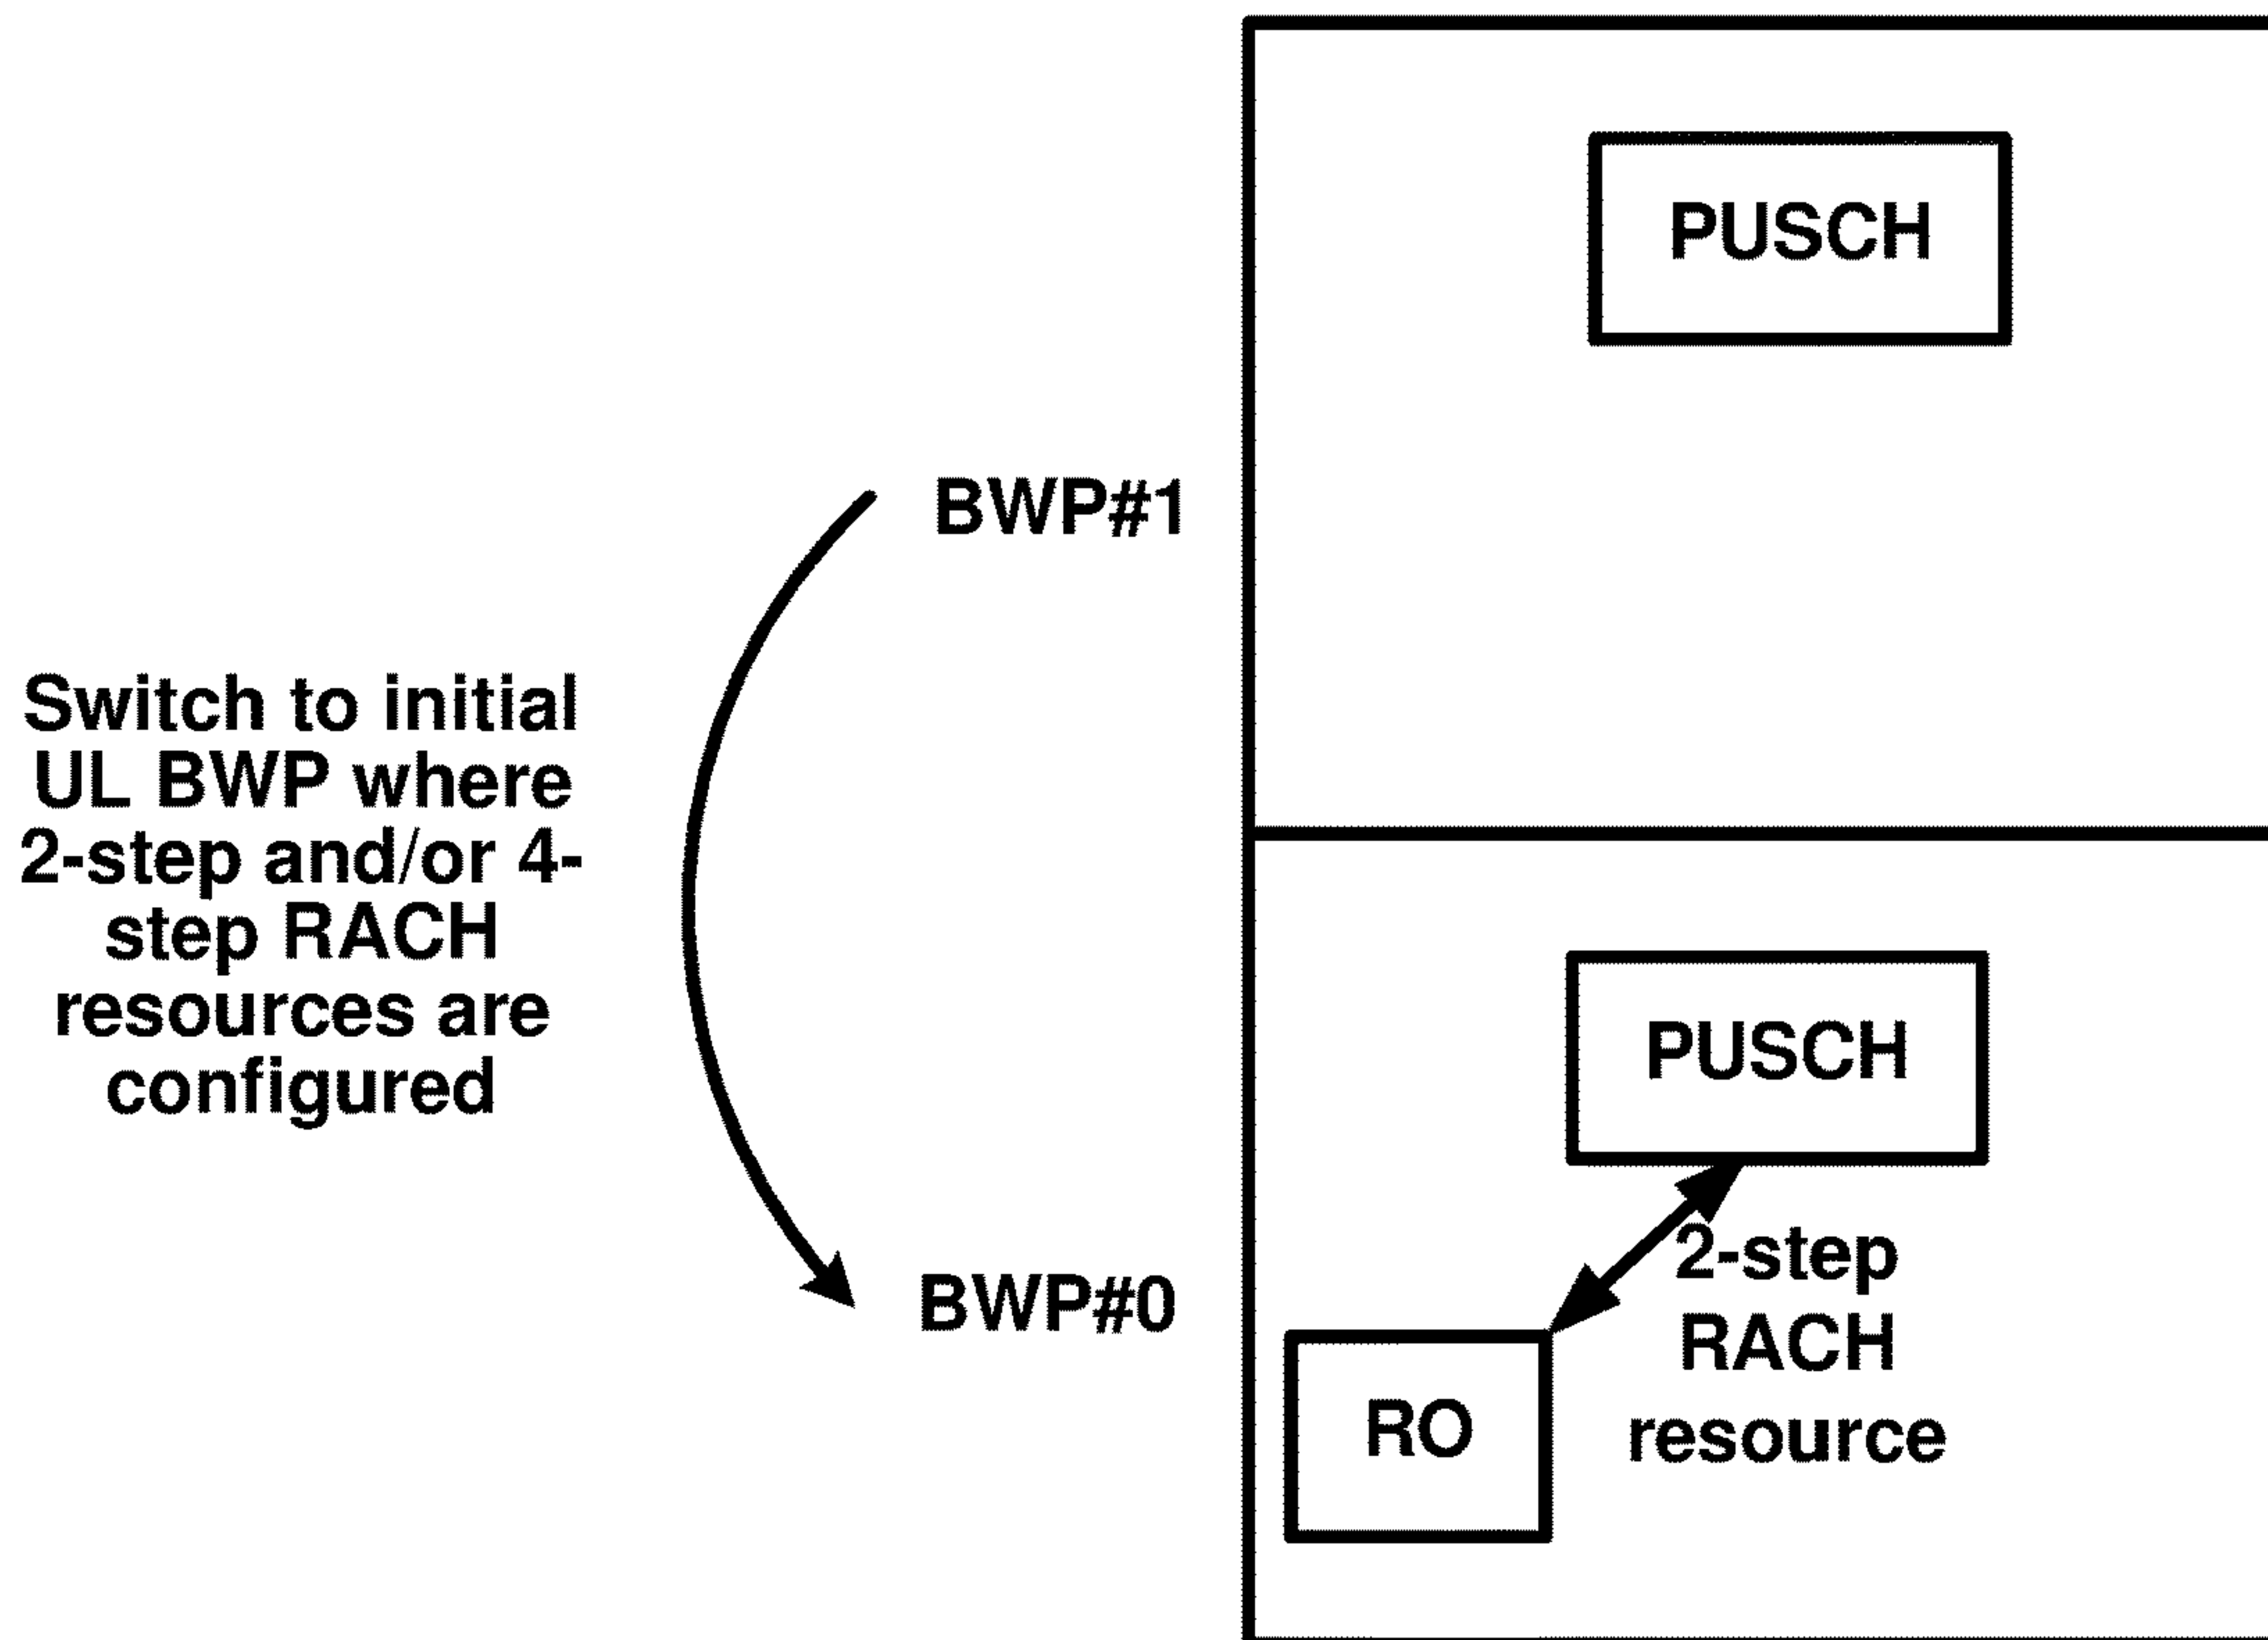 PUSCH
BWP#1
Switch to initial
UL BWP where
2-step and/or 4-
step RACH
resources are
configured
PUSCH
2-step
RACH
resource
BWP#0
RO